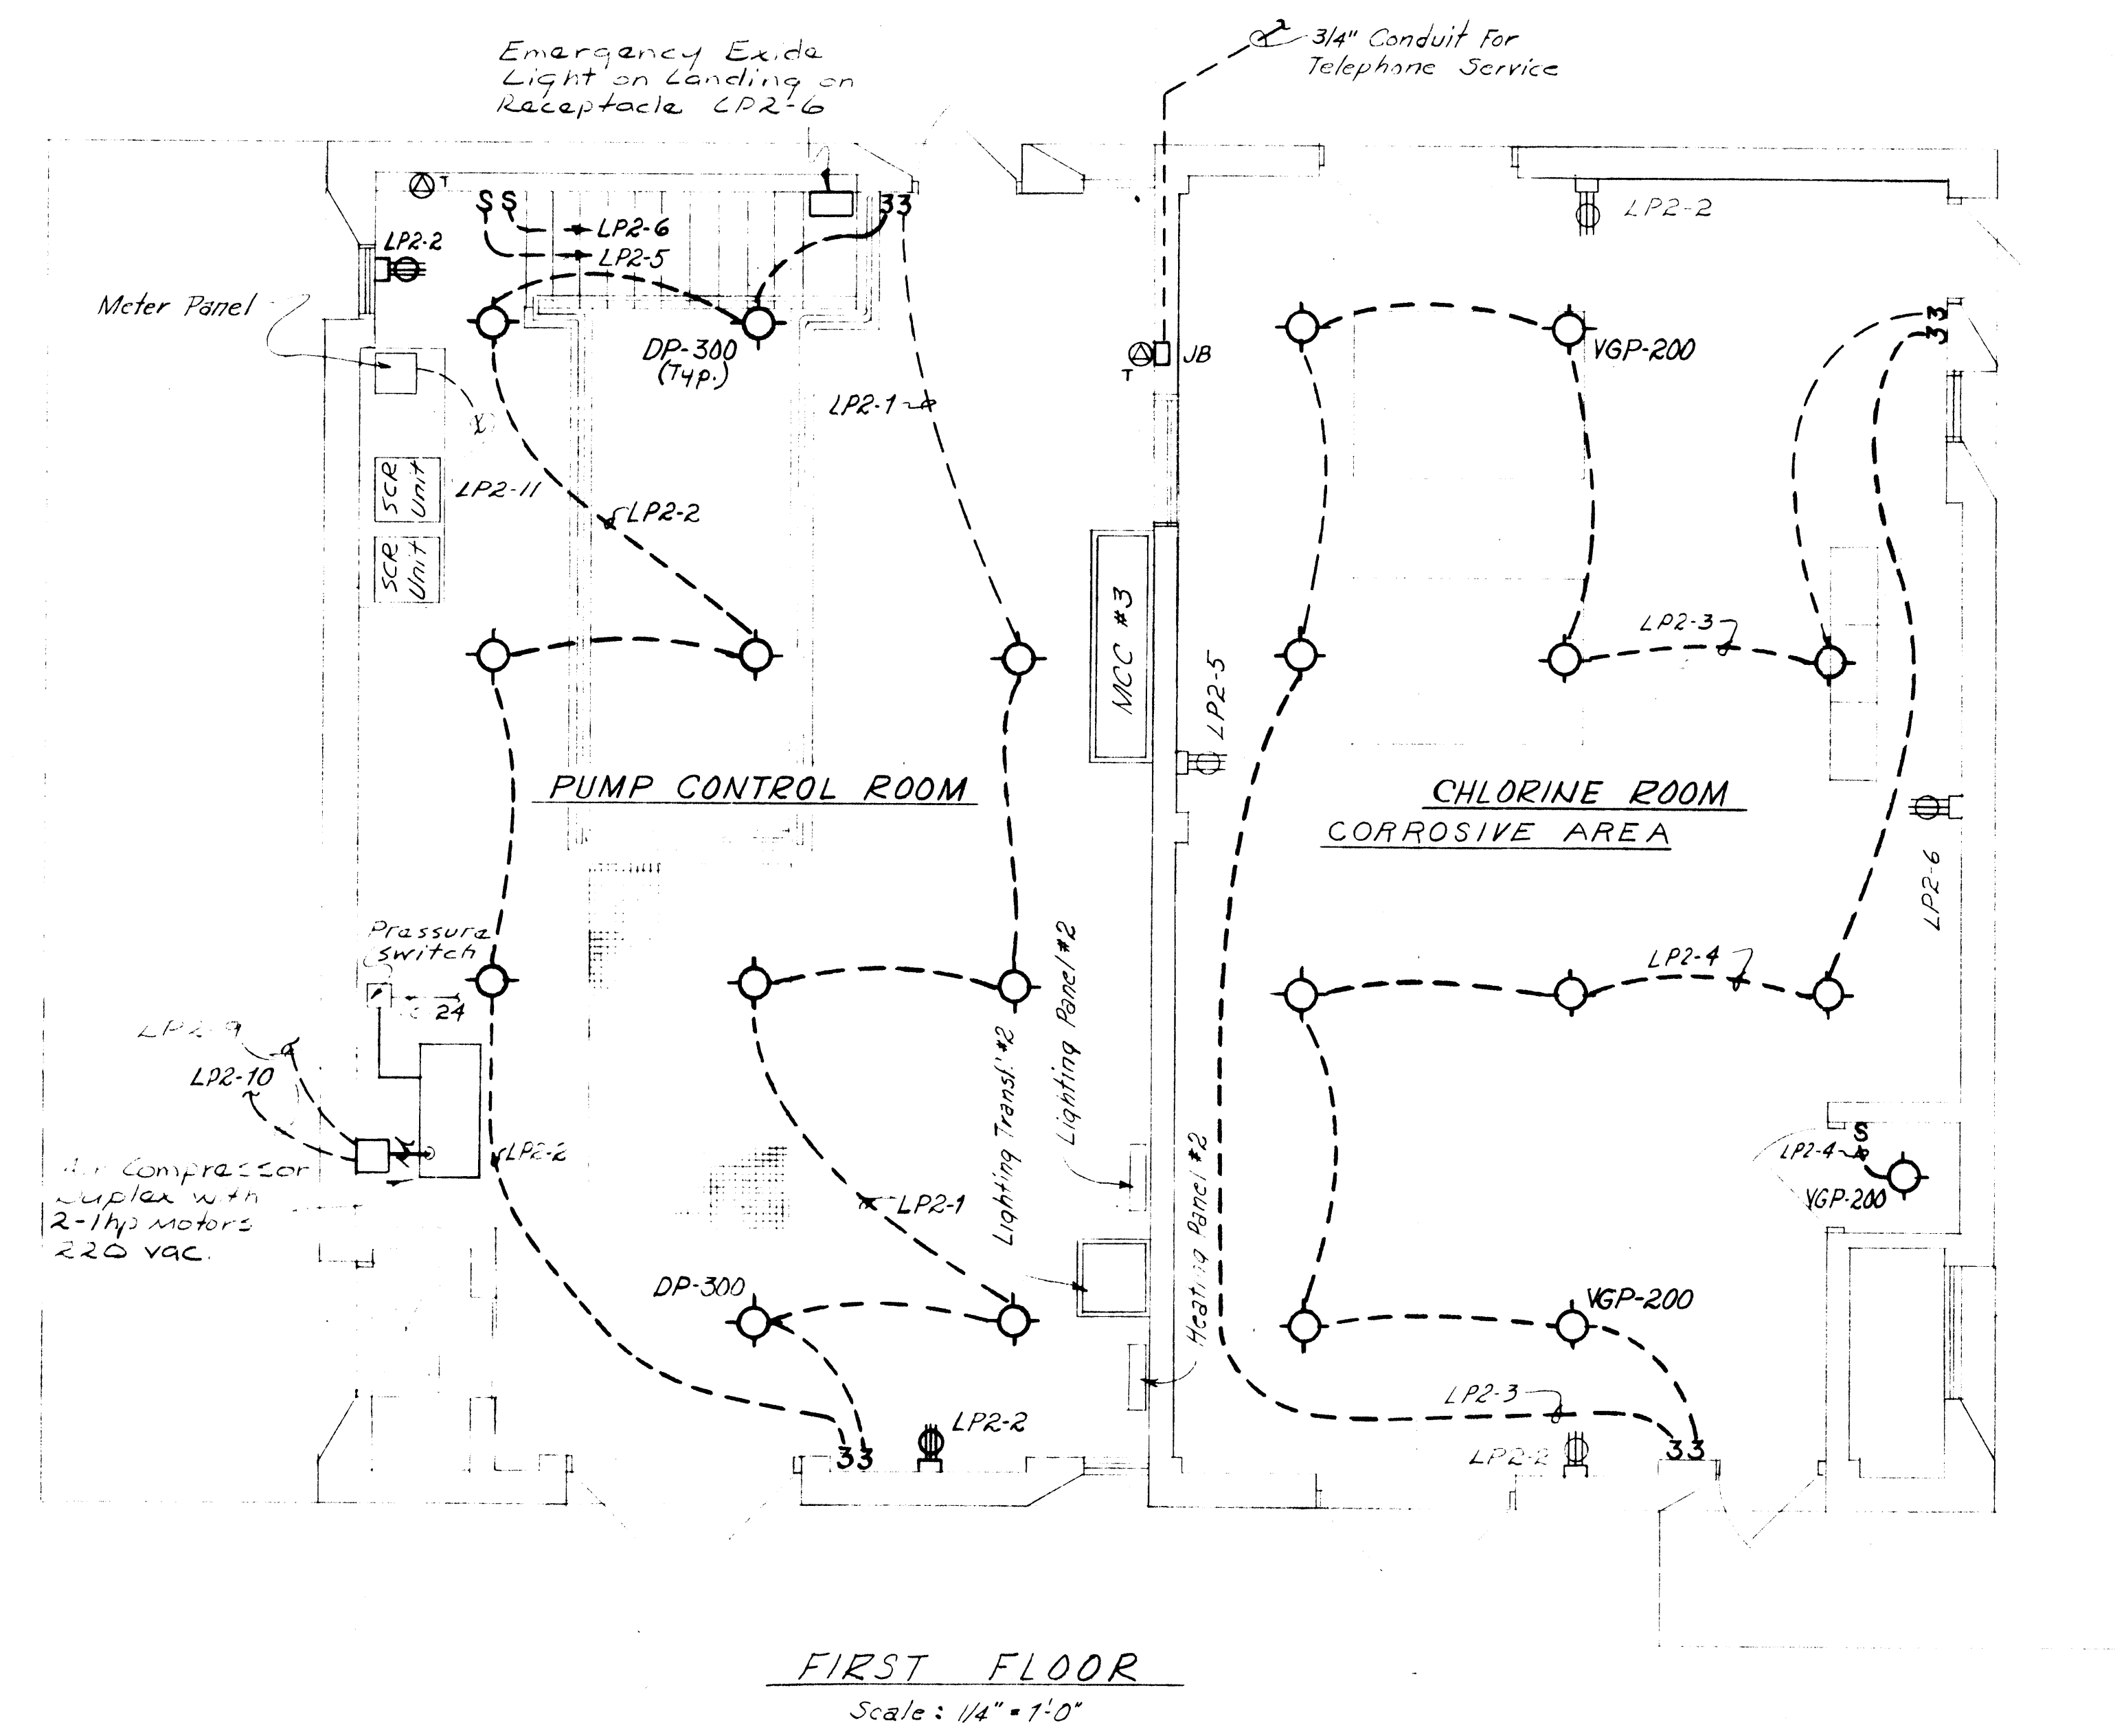 Emergency Exide
Light on Landing on
Receptacle LP2-6
3/4" Conduit For
Telephone Service
T
S S
LP2-6
LP2-5
33
LP2-2
LP2-2
Meter Panel
DP-300
(Typ.)
LP2-1
T
JB
VGP-200
33
SCR
Unit
LP2-11
LP2-2
SCR
Unit
MCC #3
LP2-5
LP2-3
PUMP CONTROL ROOM
CHLORINE ROOM
CORROSIVE AREA
LP2-6
Pressure
Switch
24
LP2-4
Lighting Transf. #2
Lighting Panel #2
LP2-9
LP2-10
Air Compressor
Duplex with
2-1hp Motors
220 vac.
LP2-2
LP2-1
Heating Panel #2
S
LP2-4
VGP-200
DP-300
VGP-200
LP2-3
LP2-2
33
LP2-2
33
FIRST FLOOR
Scale: 1/4" = 1'-0"